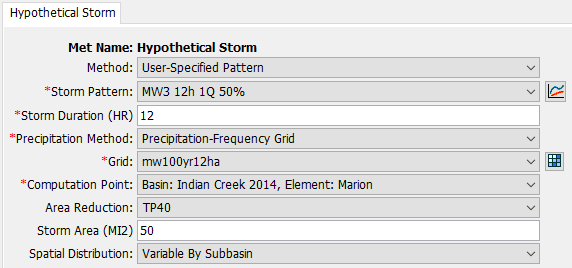 Hypothetical Storm
Met Name: Hypothetical Storm
Method: User-Specified Pattern
*Storm Pattern: MW3 12h 1Q 50%
*Storm Duration (HR) 12
*Precipitation Method: Precipitation-Frequency Grid
*Grid: mw100yr12ha
*Computation Point: Basin: Indian Creek 2014, Element: Marion
Area Reduction: TP40
Storm Area (MI2) 50
Spatial Distribution: Variable By Subbasin